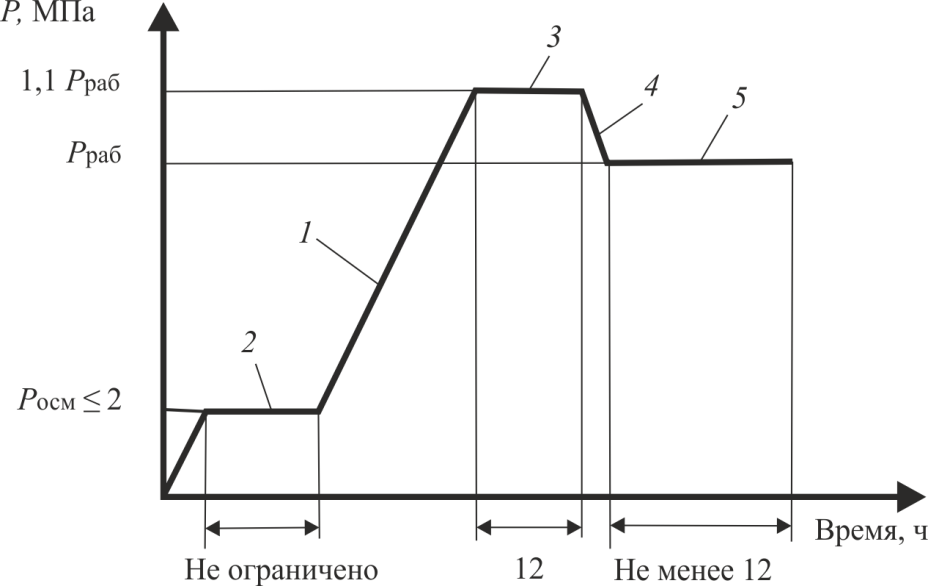 P, МПа
3
1,1 Pраб
4
5
Pраб
1
2
Pосм ≤ 2
Время, ч
Не ограничено
12
Не менее 12